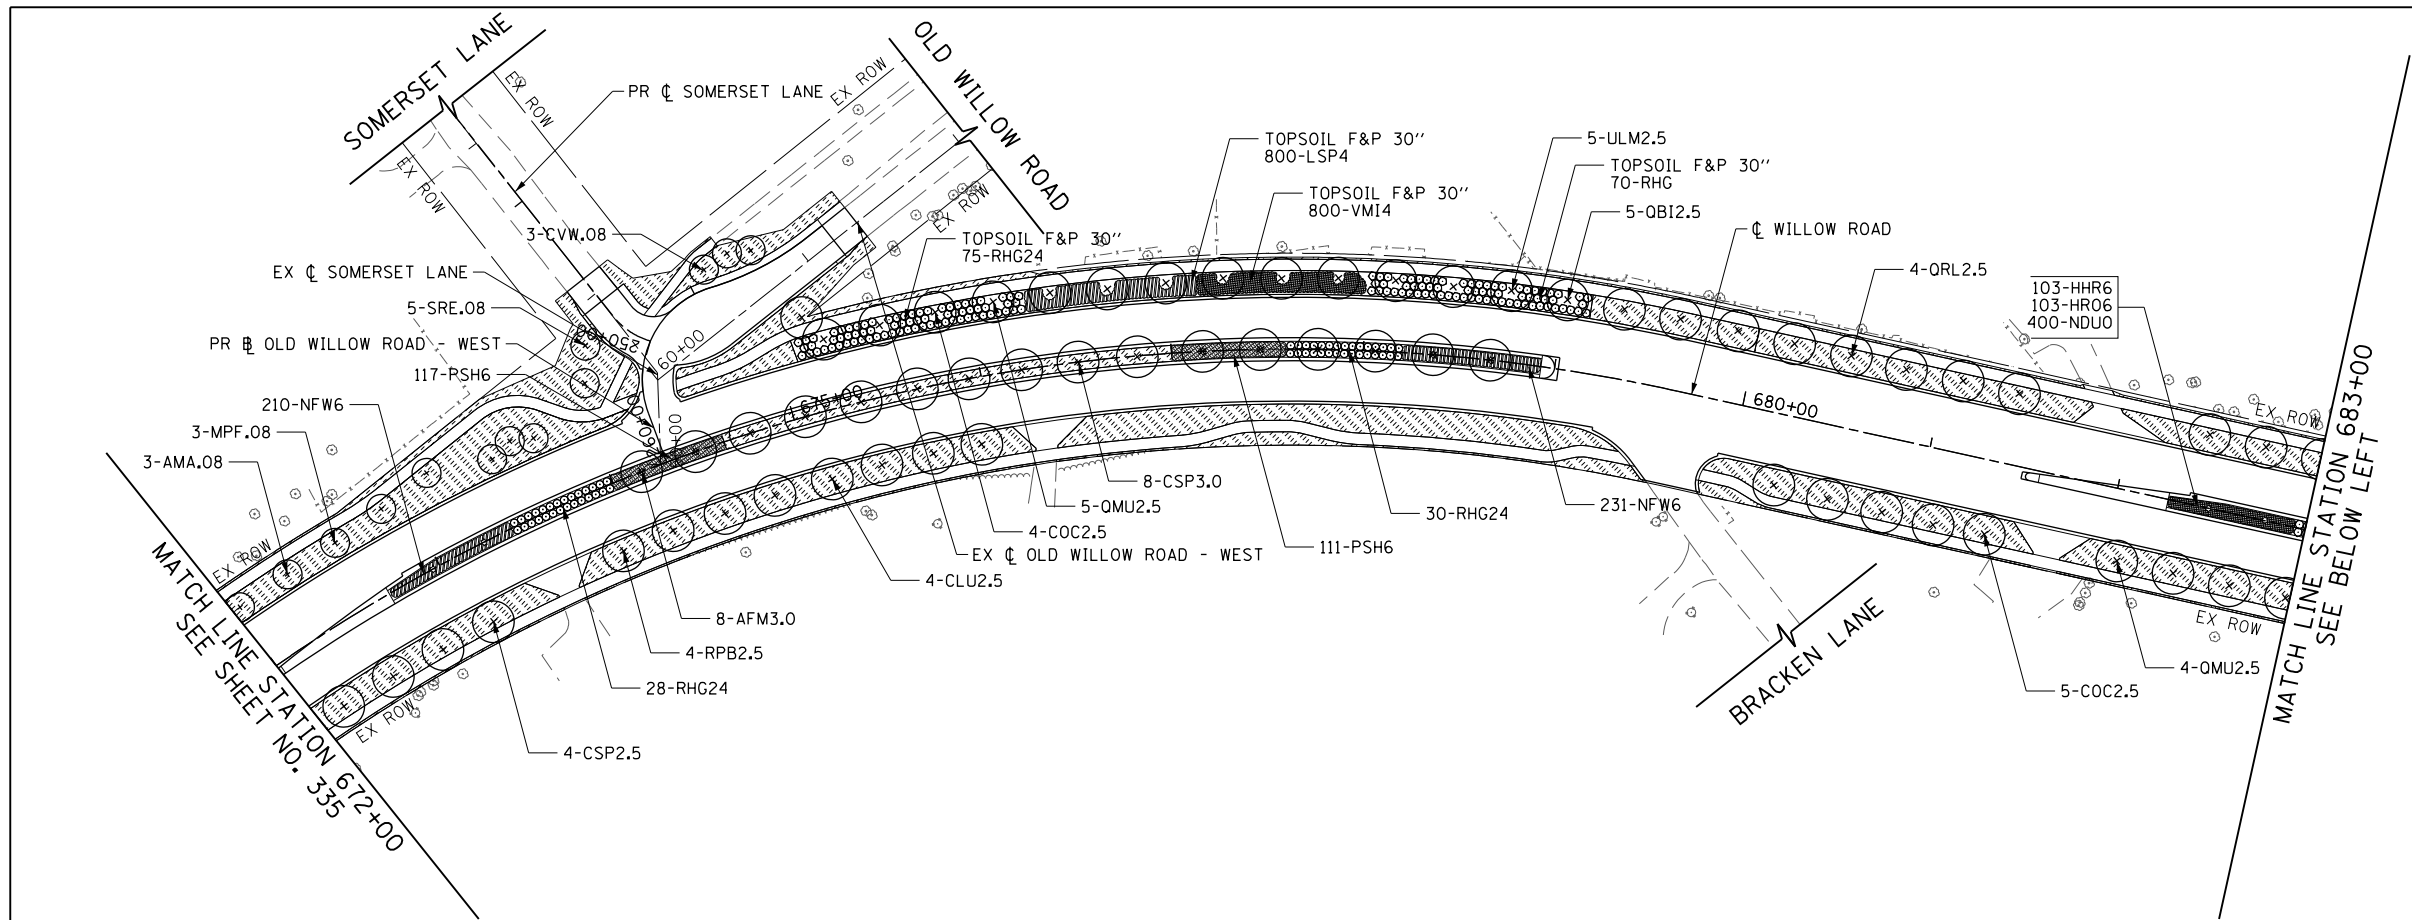 SOMERSET LANE
OLD WILLOW ROAD
EX ROW
EX ROW
EX ROW
EX ROW
PR ℄ SOMERSET LANE
TOPSOIL F&P 30''
800-LSP4
5-ULM2.5
TOPSOIL F&P 30''
70-RHG
TOPSOIL F&P 30''
800-VMI4
5-QBI2.5
3-CVW.08
TOPSOIL F&P 30''
75-RHG24
℄ WILLOW ROAD
EX ℄ SOMERSET LANE
4-QRL2.5
103-HHR6
103-HRO6
400-NDUO
5-SRE.08
PR BL OLD WILLOW ROAD - WEST
60+00
117-PSH6
675+00
680+00
210-NFW6
EX ROW
3-MPF.08
3-AMA.08
8-CSP3.0
5-QMU2.5
30-RHG24
231-NFW6
4-COC2.5
EX ℄ OLD WILLOW ROAD - WEST
111-PSH6
EX ROW
4-CLU2.5
8-AFM3.0
4-RPB2.5
EX ROW
28-RHG24
4-QMU2.5
5-COC2.5
BRACKEN LANE
EX ROW
4-CSP2.5
MATCH LINE STATION 672+00
SEE SHEET NO. 335
MATCH LINE STATION 683+00
SEE BELOW LEFT